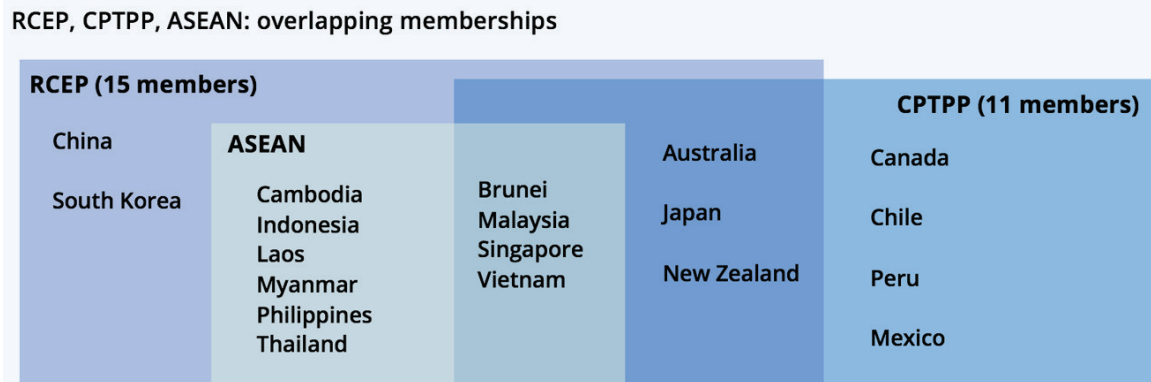 RCEP, CPTPP, ASEAN: overlapping memberships
RCEP (15 members)
China
South Korea
ASEAN
Cambodia
Indonesia
Laos
Myanmar
Philippines
Thailand
Brunei
Malaysia
Singapore
Vietnam
Australia
Japan
New Zealand
CPTPP (11 members)
Canada
Chile
Peru
Mexico